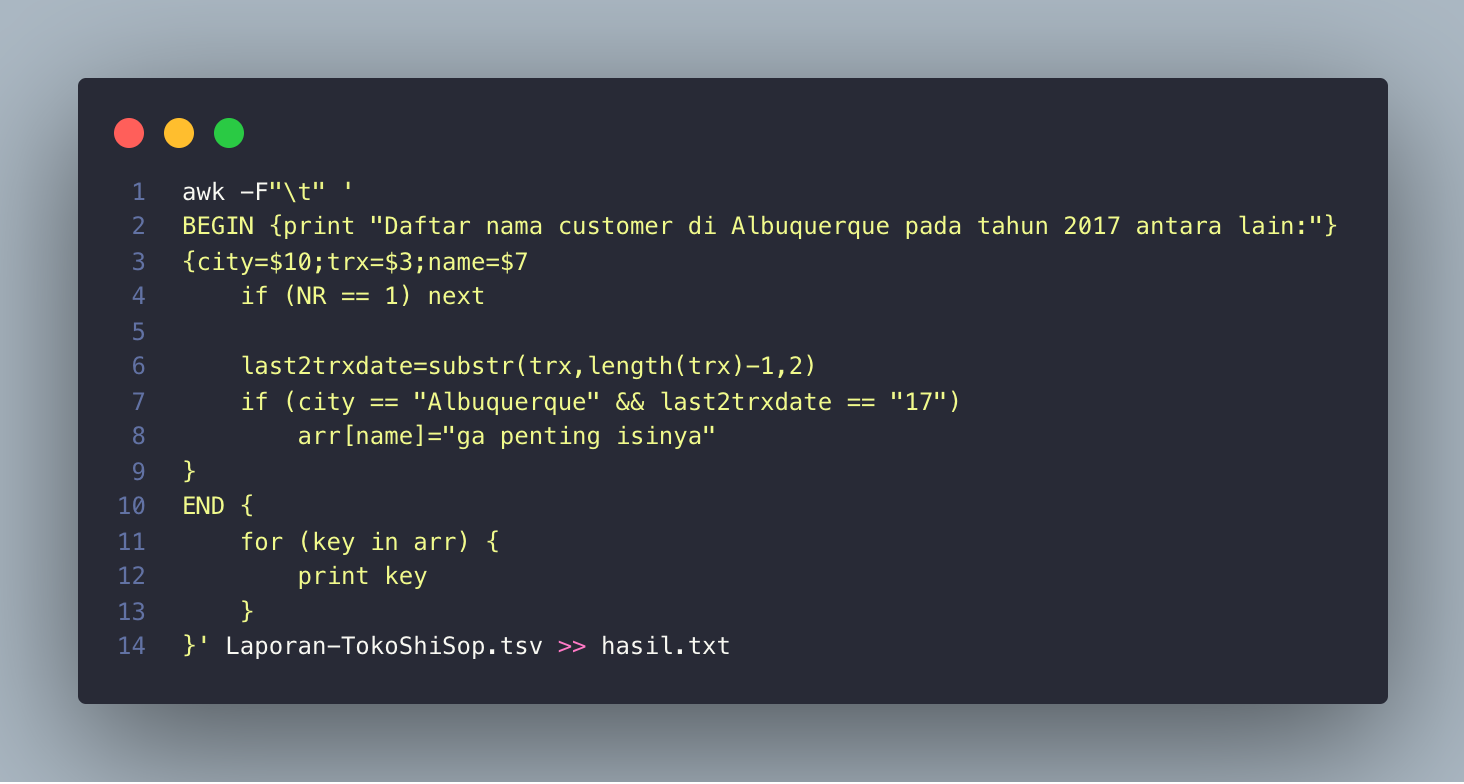 1 awk -F"\t" '
2 BEGIN {print "Daftar nama customer di Albuquerque pada tahun 2017 antara lain:"}
3 {city=$10;trx=$3;name=$7
4     if (NR == 1) next
5
6     last2trxdate=substr(trx,length(trx)-1,2)
7     if (city == "Albuquerque" && last2trxdate == "17")
8         arr[name]="ga penting isinya"
9 }
10 END {
11     for (key in arr) {
12         print key
13     }
14 }' Laporan-TokoShiSop.tsv >> hasil.txt